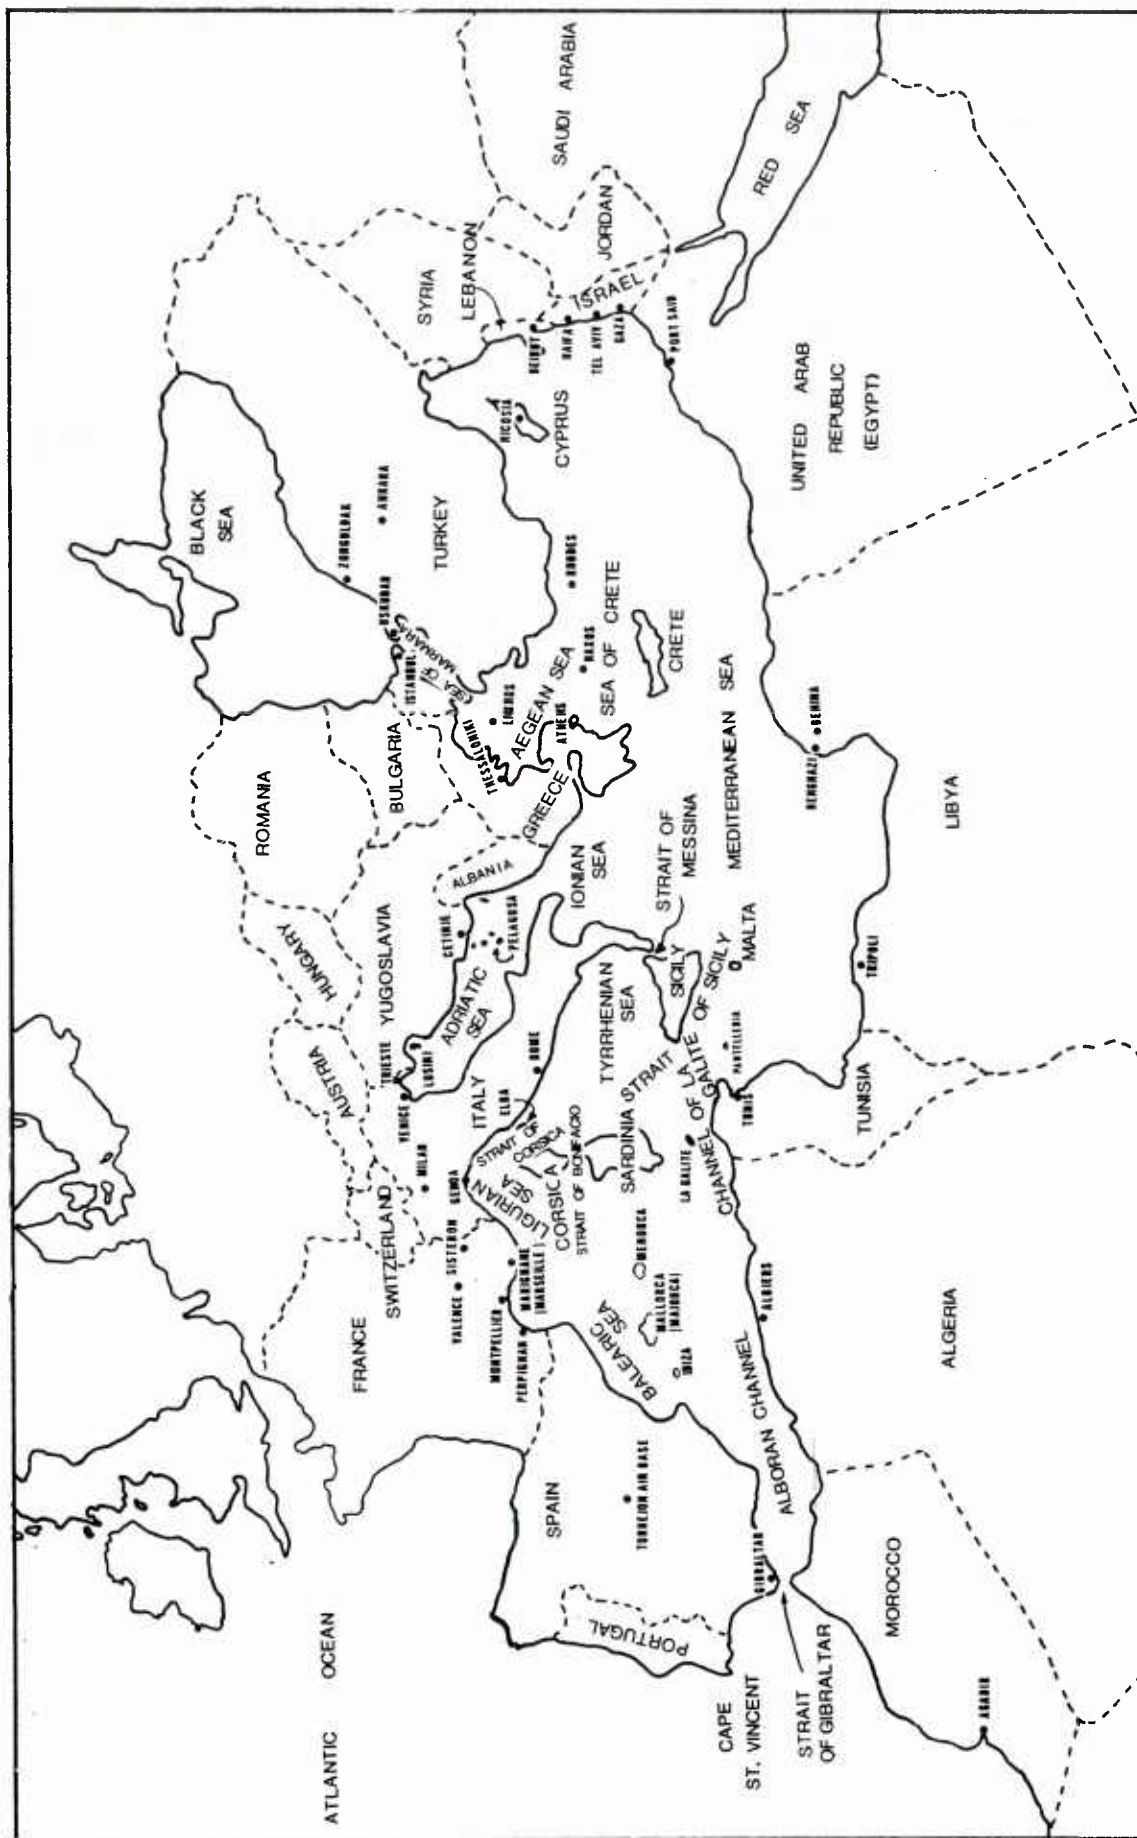 ATLANTIC OCEAN
FRANCE
SWITZERLAND
AUSTRIA
HUNGARY
ROMANIA
BLACK
SEA
YUGOSLAVIA
BULGARIA
ZONGULDAK
ANKARA
USKUDAR
ISTANBUL
(SEA OF
MARMARA)
TURKEY
SYRIA
LEBANON
SAUDI ARABIA
JORDAN
ISRAEL
BEIRUT
HAIFA
TEL AVIV
GAZA
PORT SAID
RED SEA
NICOSIA
CYPRUS
UNITED ARAB
REPUBLIC
(EGYPT)
MILAN
VENICE
TRIESTE
LOSINJ
ADRIATIC
SEA
CETINJE
PELAGOSA
ALBANIA
GREECE
THESSALONIKI
LIMNOS
AEGEAN SEA
ATHENS
NAXOS
RHODES
SEA OF CRETE
CRETE
IONIAN
SEA
VALENCE
SISTERON
GENOA
ITALY
ELBA
ROME
MONTPELLIER
PERPIGNAN
MARIGNANE
(MARSEILLE)
LIGURIAN
SEA
STRAIT OF
CORSICA
CORSICA
STRAIT OF BONIFACIO
SARDINIA
TYRRHENIAN
SEA
STRAIT OF
MESSINA
SICILY
STRAIT OF SICILY
MALTA
MEDITERRANEAN SEA
PANTELLERIA
CHANNEL OF LA
GALITE
LA GALITE
TUNIS
TUNISIA
TRIPOLI
BENGHAZI
BENINA
LIBYA
BALEARIC
SEA
MENORCA
MALLORCA
(MAJORCA)
IBIZA
SPAIN
TORREJON AIR BASE
PORTUGAL
GIBRALTAR
ALBORAN CHANNEL
ALGIERS
ALGERIA
CAPE
ST. VINCENT
STRAIT
OF GIBRALTAR
MOROCCO
AGADIR